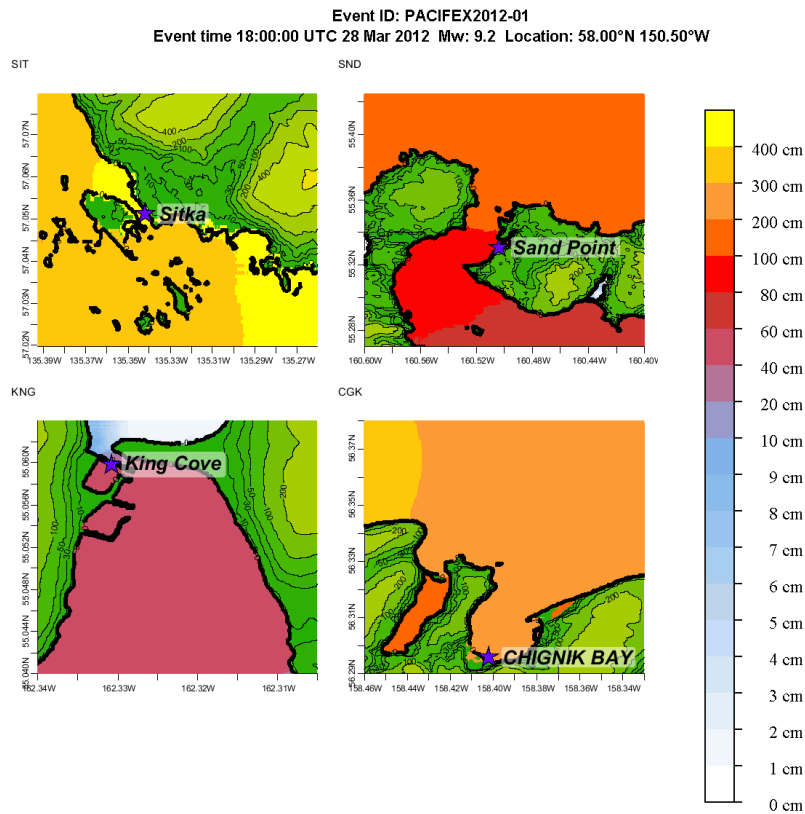 Event ID: PACIFEX2012-01
Event time 18:00:00 UTC 28 Mar 2012 Mw: 9.2 Location: 58.00°N 150.50°W
SIT
SND
57.07N
57.06N
57.05N
57.04N
57.03N
57.02N
400
200
100
Sitka
135.39W 135.37W 135.35W 135.33W 135.31W 135.29W 135.27W
55.40N
55.36N
55.32N
55.28N
Sand Point
160.60W 160.56W 160.52W 160.48W 160.44W 160.40W
KNG
CGK
55.060N
55.056N
55.052N
55.048N
55.044N
55.040N
King Cove
200
162.34W 162.33W 162.32W 162.31W
56.37N
56.35N
56.33N
56.31N
56.29N
200
CHIGNIK BAY
158.46W 158.44W 158.42W 158.40W 158.38W 158.36W 158.34W
400 cm
300 cm
200 cm
100 cm
80 cm
60 cm
40 cm
20 cm
10 cm
9 cm
8 cm
7 cm
6 cm
5 cm
4 cm
3 cm
2 cm
1 cm
0 cm